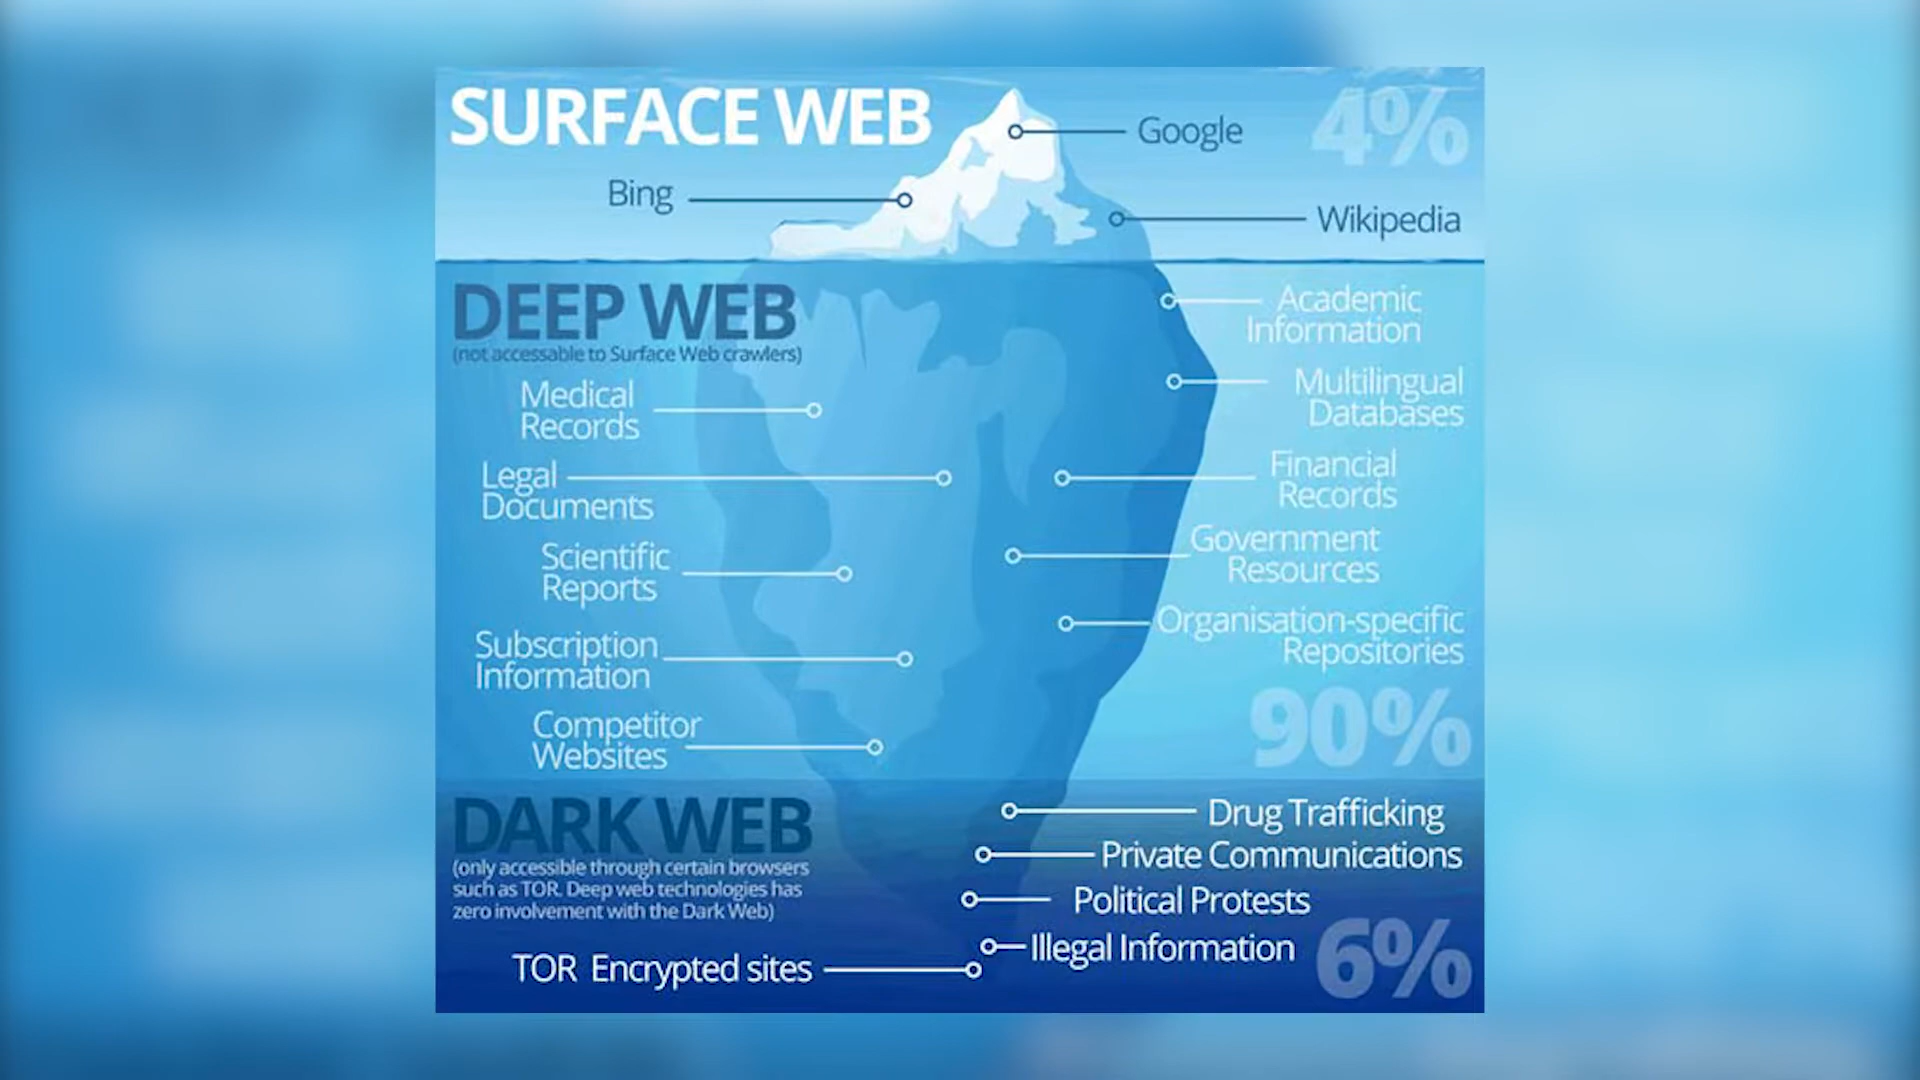 SURFACE WEB
Google
4%
Bing
Wikipedia
DEEP WEB
(not accessable to Surface Web crawlers)
Academic
Information
Medical
Records
Multilingual
Databases
Legal
Documents
Financial
Records
Scientific
Reports
Government
Resources
Subscription
Information
Organisation-specific
Repositories
Competitor
Websites
90%
DARK WEB
(only accessible through certain browsers
such as TOR. Deep web technologies has
zero involvement with the Dark Web)
Drug Trafficking
Private Communications
Political Protests
Illegal Information
TOR Encrypted sites
6%